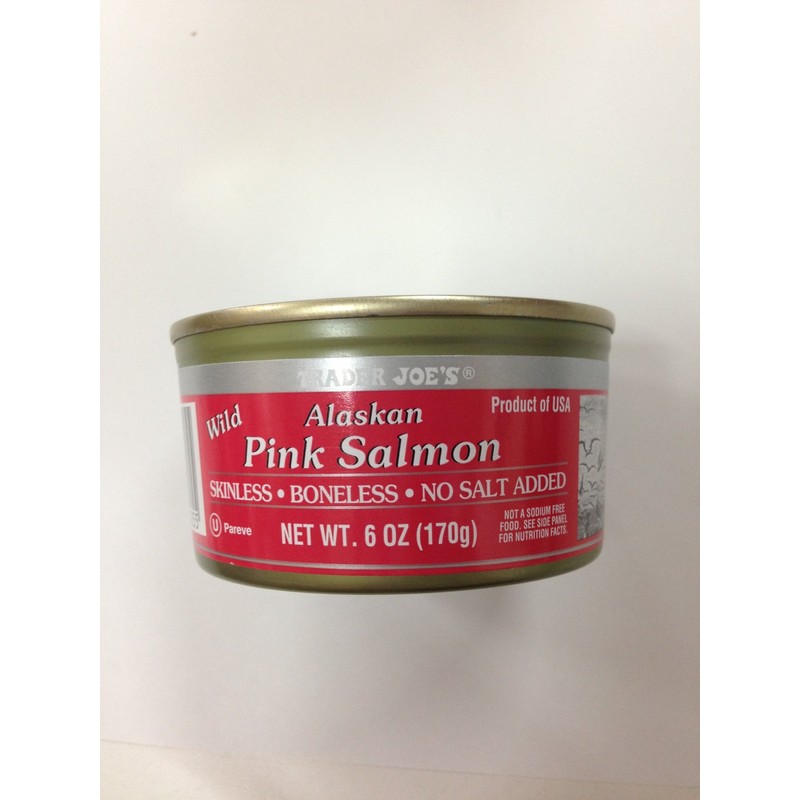 TRADER JOE'S®
Wild
Alaskan
Product of USA
Pink Salmon
SKINLESS • BONELESS • NO SALT ADDED
U Pareve
NET WT. 6 OZ (170g)
NOT A SODIUM FREE
FOOD. SEE SIDE PANEL
FOR NUTRITION FACTS.